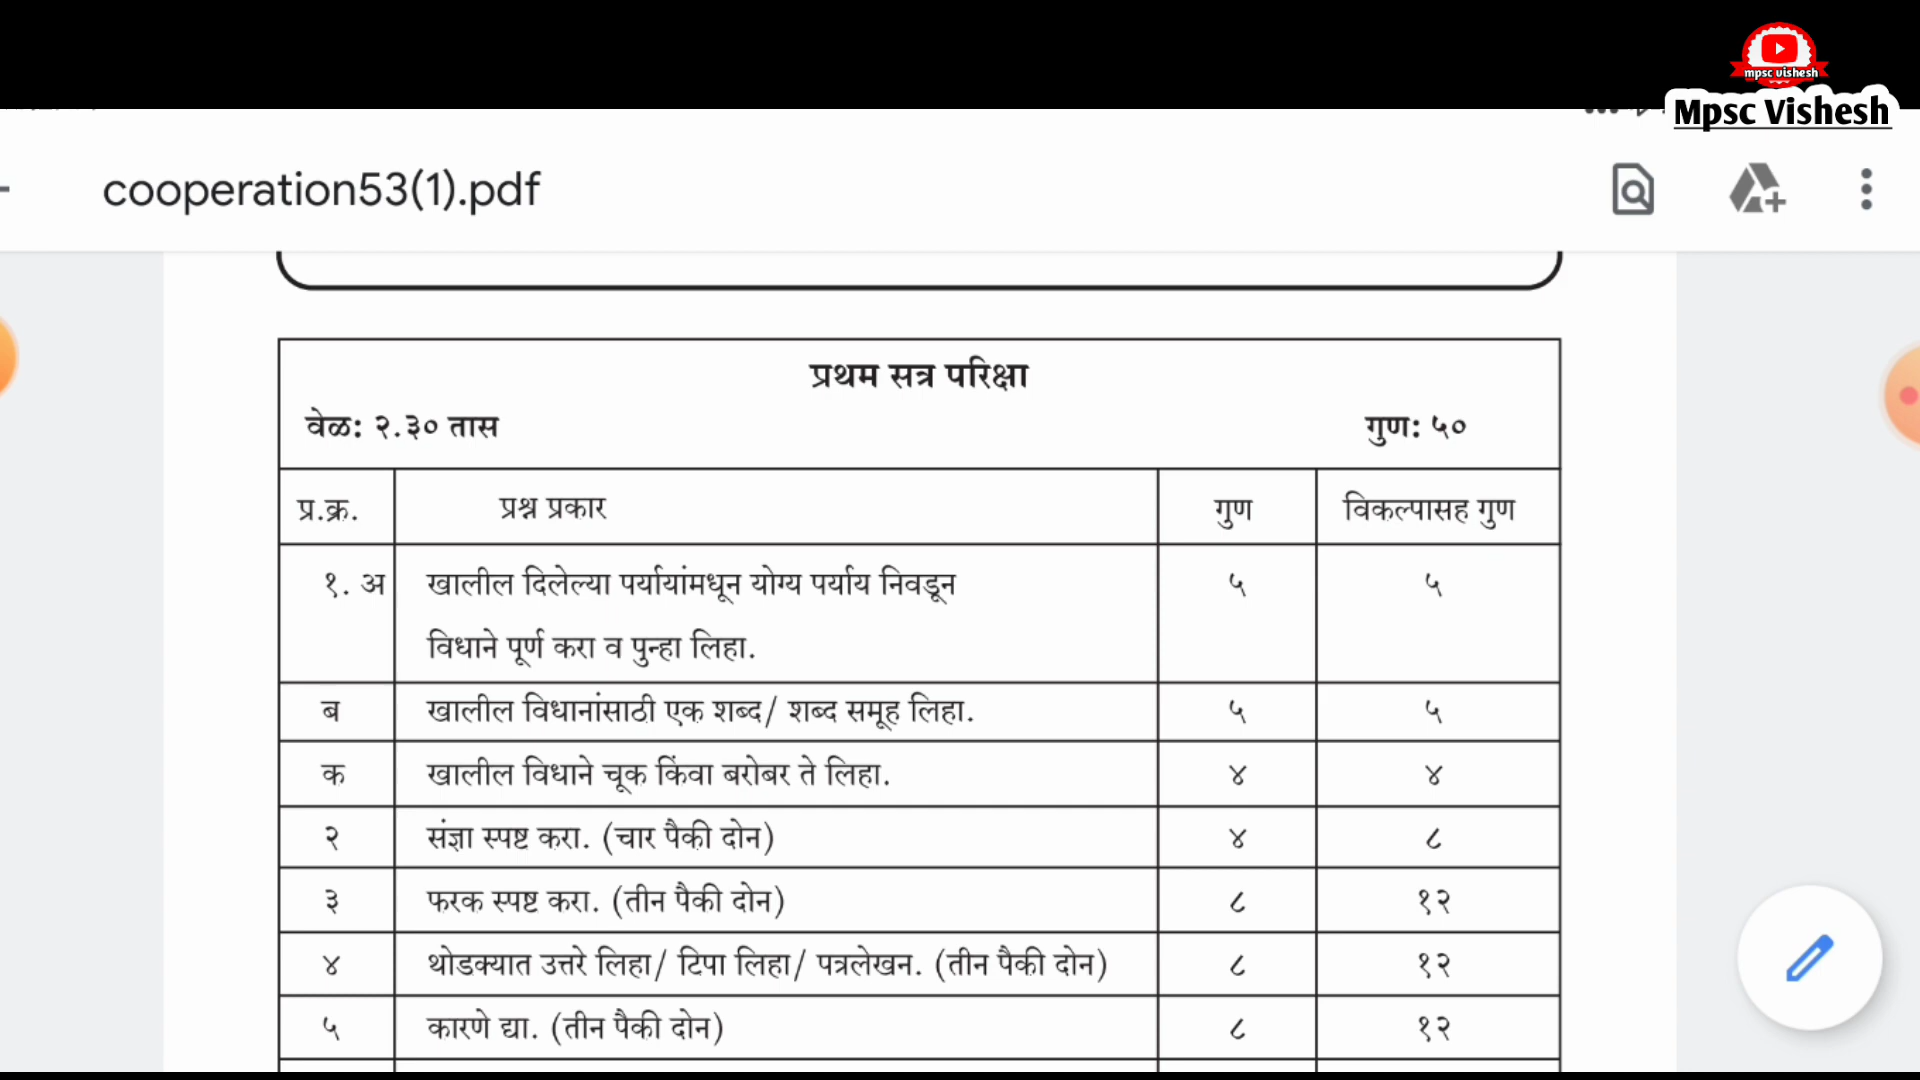 mpsc vishesh
Mpsc Vishesh
cooperation53(1).pdf
प्रथम सत्र परिक्षा
वेळ: २.३० तास गुण: ५०
प्र.क्र. प्रश्न प्रकार गुण विकल्पासह गुण
१. अ खालील दिलेल्या पर्यायांमधून योग्य पर्याय निवडून ५ ५
विधाने पूर्ण करा व पुन्हा लिहा.
ब खालील विधानांसाठी एक शब्द/ शब्द समूह लिहा. ५ ५
क खालील विधाने चूक किंवा बरोबर ते लिहा. ४ ४
२ संज्ञा स्पष्ट करा. (चार पैकी दोन) ४ ८
३ फरक स्पष्ट करा. (तीन पैकी दोन) ८ १२
४ थोडक्यात उत्तरे लिहा/ टिपा लिहा/ पत्रलेखन. (तीन पैकी दोन) ८ १२
५ कारणे द्या. (तीन पैकी दोन) ८ १२